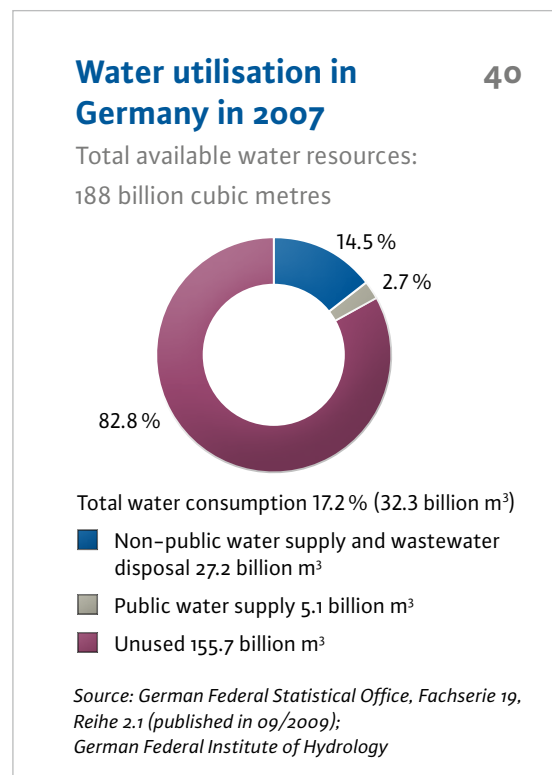 Water utilisation in 40
Germany in 2007
Total available water resources:
188 billion cubic metres
14.5 %
2.7 %
82.8 %
Total water consumption 17.2 % (32.3 billion m³)
Non–public water supply and wastewater
disposal 27.2 billion m³
Public water supply 5.1 billion m³
Unused 155.7 billion m³
Source: German Federal Statistical Office, Fachserie 19,
Reihe 2.1 (published in 09/2009);
German Federal Institute of Hydrology